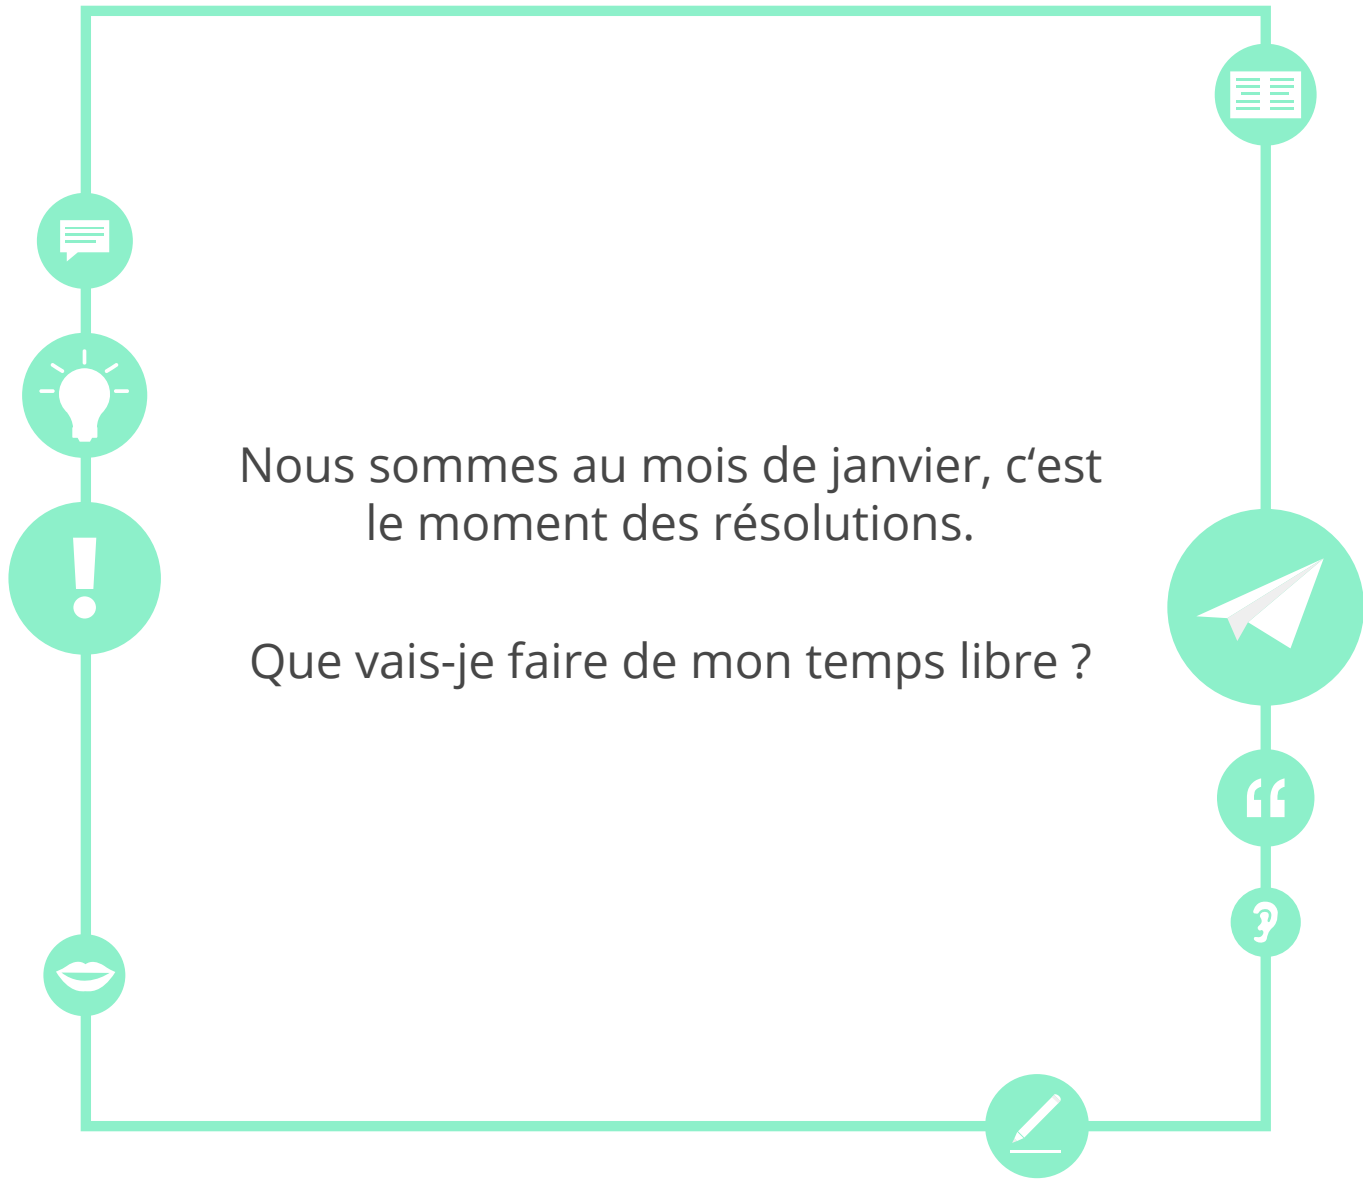 Nous sommes au mois de janvier, c‘est
le moment des résolutions.
Que vais-je faire de mon temps libre ?